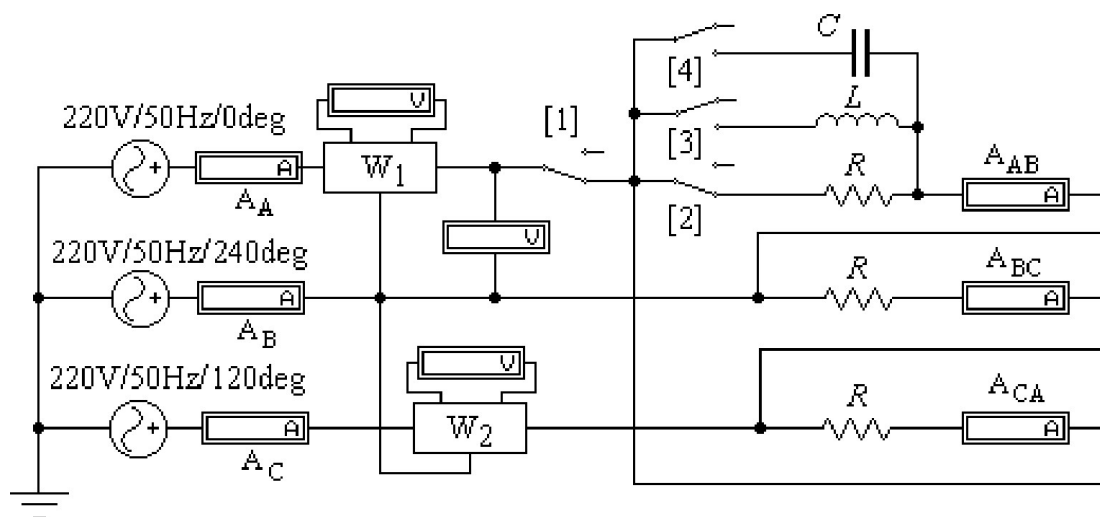 C
[4]
V
220V/50Hz/0deg
[1]
L
[3]
W1
A
AA
R
AAB
A
[2]
V
220V/50Hz/240deg
A
AB
R
ABC
A
V
220V/50Hz/120deg
A
AC
W2
R
ACA
A